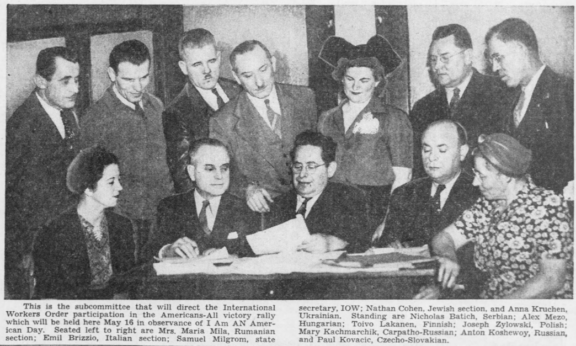 This is the subcommittee that will direct the International
Workers Order participation in the Americans-All victory rally
which will be held here May 16 in observance of I Am AN Amer-
ican Day. Seated left to right are Mrs. Maria Mila, Rumanian
section; Emil Brizzio, Italian section; Samuel Milgrom, state
secretary, IOW; Nathan Cohen, Jewish section, and Anna Kruchen,
Ukrainian. Standing are Nicholas Batich, Serbian; Alex Mezo,
Hungarian; Toivo Lakanen, Finnish; Joseph Zylowski, Polish;
Mary Kachmarchik, Carpatho-Russian; Anton Koshewoy, Russian,
and Paul Kovacic, Czecho-Slovakian.